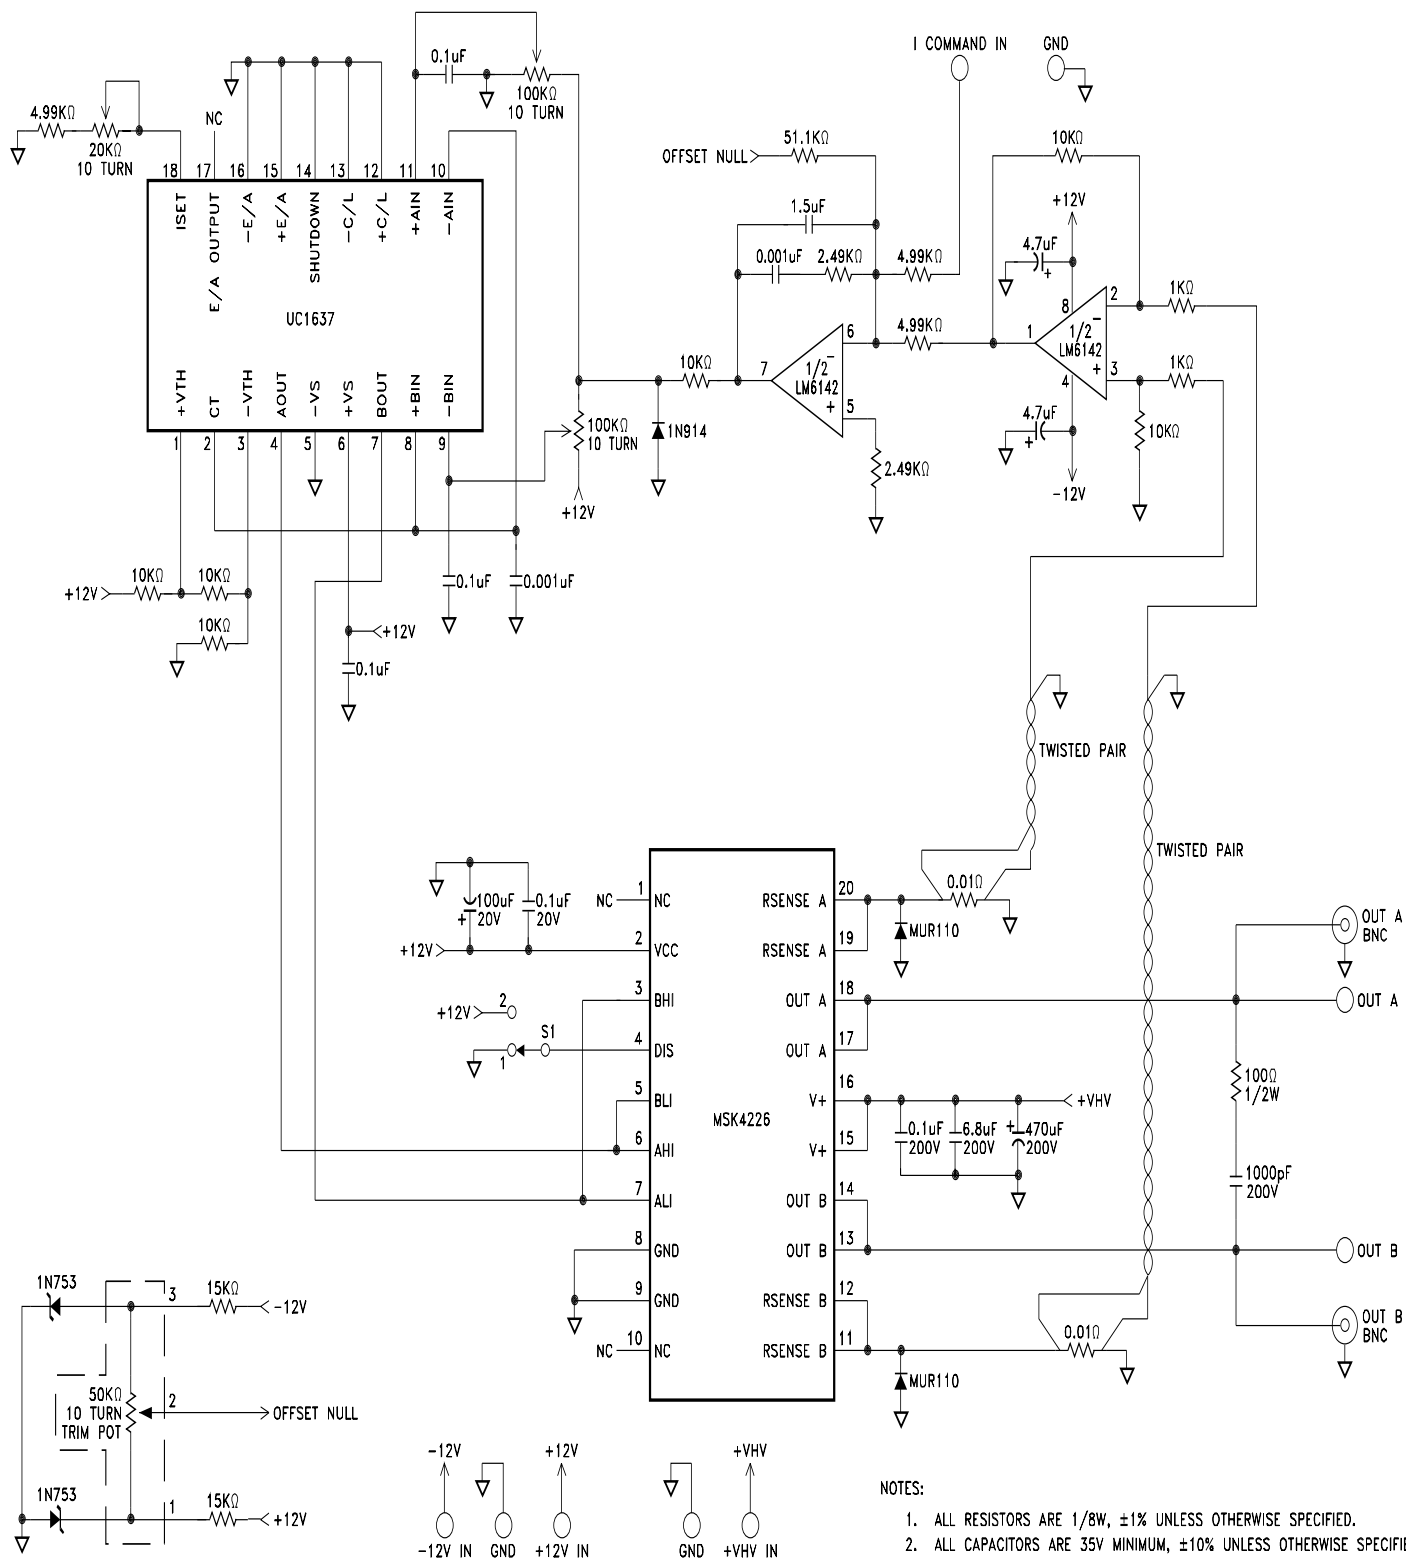 I COMMAND IN
GND
0.1uF
100KΩ
10 TURN
4.99KΩ
20KΩ
10 TURN
NC
18 17 16 15 14 13 12 11 10
ISET
E/A OUTPUT
-E/A
+E/A
SHUTDOWN
-C/L
+C/L
+AIN
-AIN
UC1637
+VTH
CT
-VTH
AOUT
-VS
+VS
BOUT
+BIN
-BIN
1 2 3 4 5 6 7 8 9
OFFSET NULL
51.1KΩ
1.5uF
0.001uF
2.49KΩ
4.99KΩ
4.99KΩ
10KΩ
+12V
4.7uF
+
8
1
1/2
LM6142
-
+
2
3
4
1KΩ
1KΩ
10KΩ
4.7uF
+
-12V
10KΩ
7
1/2
LM6142
-
+
6
5
2.49KΩ
1N914
100KΩ
10 TURN
+12V
+12V
10KΩ
10KΩ
10KΩ
0.1uF
0.001uF
+12V
0.1uF
TWISTED PAIR
TWISTED PAIR
100uF
20V
+
0.1uF
20V
+12V
+12V
2
S1
1
NC
1 NC
2 VCC
3 BHI
4 DIS
5 BLI
6 AHI
7 ALI
8 GND
9 GND
NC
10 NC
MSK4226
RSENSE A 20
RSENSE A 19
OUT A 18
OUT A 17
V+ 16
V+ 15
OUT B 14
OUT B 13
RSENSE B 12
RSENSE B 11
0.01Ω
MUR110
OUT A
BNC
OUT A
100Ω
1/2W
+VHV
0.1uF
200V
6.8uF
200V
+
470uF
200V
1000pF
200V
OUT B
OUT B
BNC
0.01Ω
MUR110
1N753
3
15KΩ
-12V
50KΩ
10 TURN
TRIM POT
2
OFFSET NULL
1N753
1
15KΩ
+12V
-12V
+12V
+VHV
-12V IN
GND
+12V IN
GND
+VHV IN
NOTES:
1. ALL RESISTORS ARE 1/8W, ±1% UNLESS OTHERWISE SPECIFIED.
2. ALL CAPACITORS ARE 35V MINIMUM, ±10% UNLESS OTHERWISE SPECIFIE